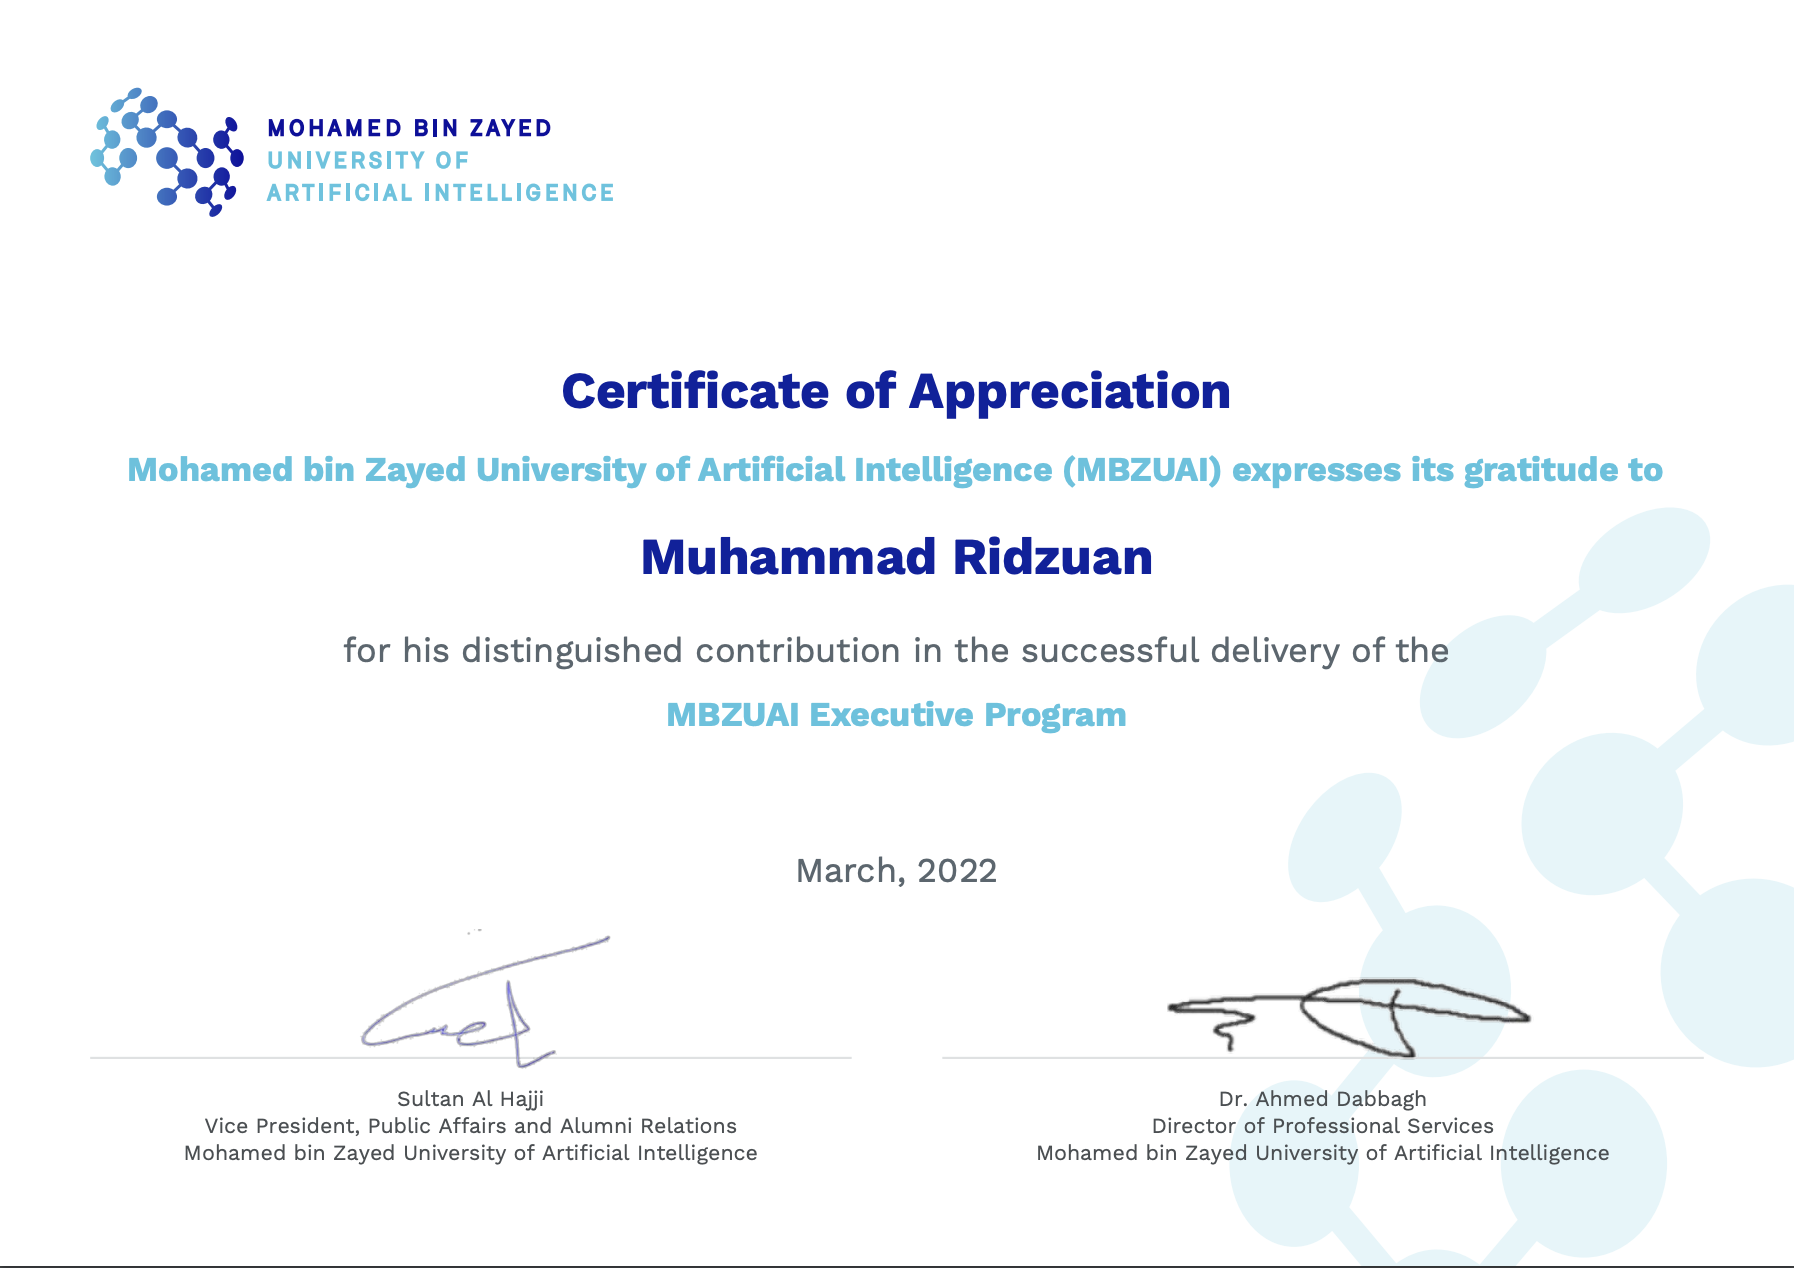 MOHAMED BIN ZAYED
UNIVERSITY OF
ARTIFICIAL INTELLIGENCE
Certificate of Appreciation
Mohamed bin Zayed University of Artificial Intelligence (MBZUAI) expresses its gratitude to
Muhammad Ridzuan
for his distinguished contribution in the successful delivery of the
MBZUAI Executive Program
March, 2022
Sultan Al Hajji
Vice President, Public Affairs and Alumni Relations
Mohamed bin Zayed University of Artificial Intelligence
Dr. Ahmed Dabbagh
Director of Professional Services
Mohamed bin Zayed University of Artificial Intelligence